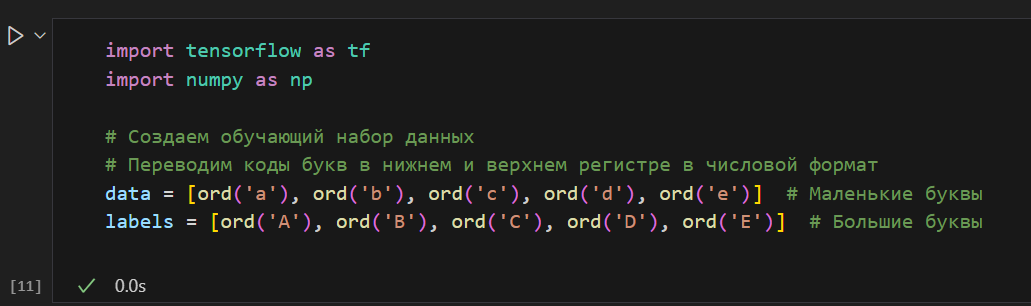 import tensorflow as tf
import numpy as np
# Создаем обучающий набор данных
# Переводим коды букв в нижнем и верхнем регистре в числовой формат
data = [ord('a'), ord('b'), ord('c'), ord('d'), ord('e')]  # Маленькие буквы
labels = [ord('A'), ord('B'), ord('C'), ord('D'), ord('E')]  # Большие буквы
[11] ✓ 0.0s